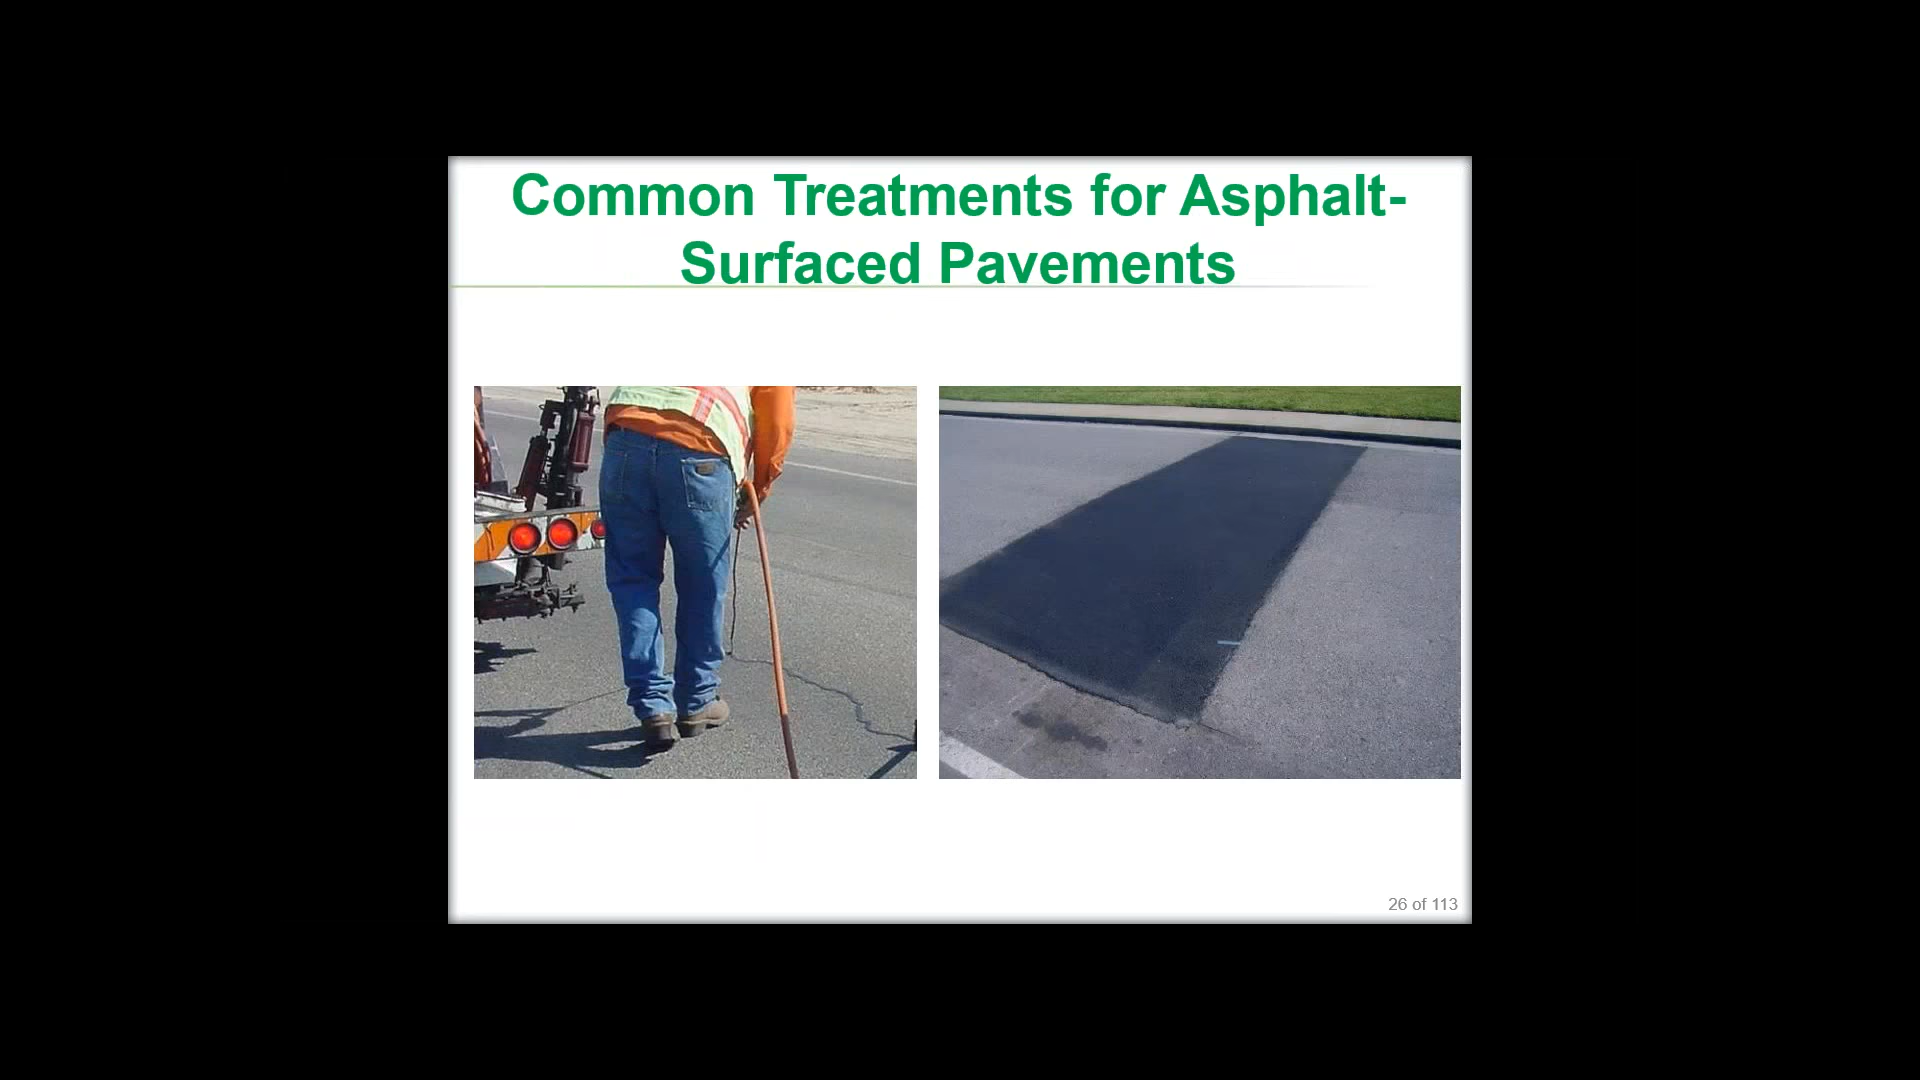 Common Treatments for Asphalt-
Surfaced Pavements
26 of 113